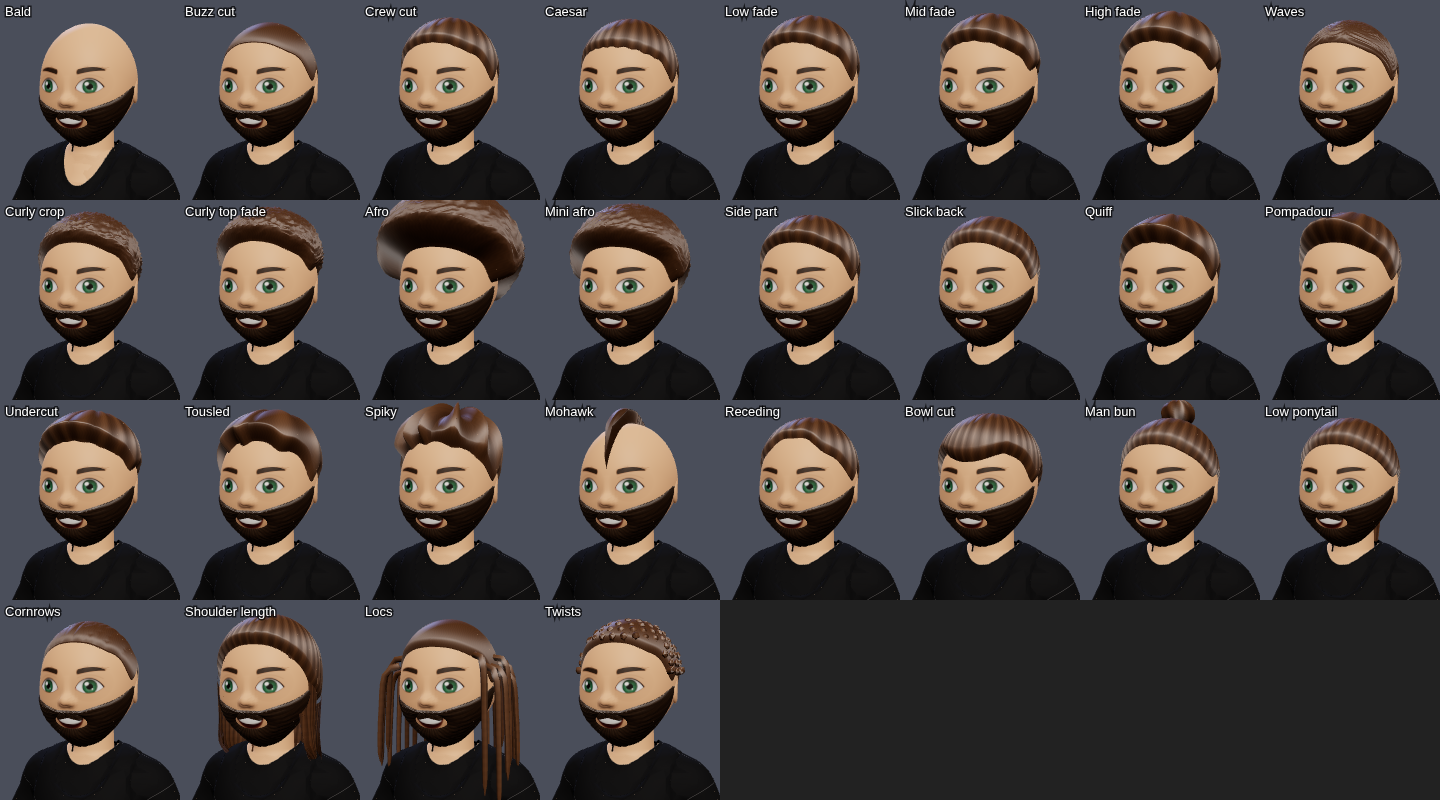 Bald
Buzz cut
Crew cut
Caesar
Low fade
Mid fade
High fade
Waves
Curly crop
Curly top fade
Afro
Mini afro
Side part
Slick back
Quiff
Pompadour
Undercut
Tousled
Spiky
Mohawk
Receding
Bowl cut
Man bun
Low ponytail
Cornrows
Shoulder length
Locs
Twists